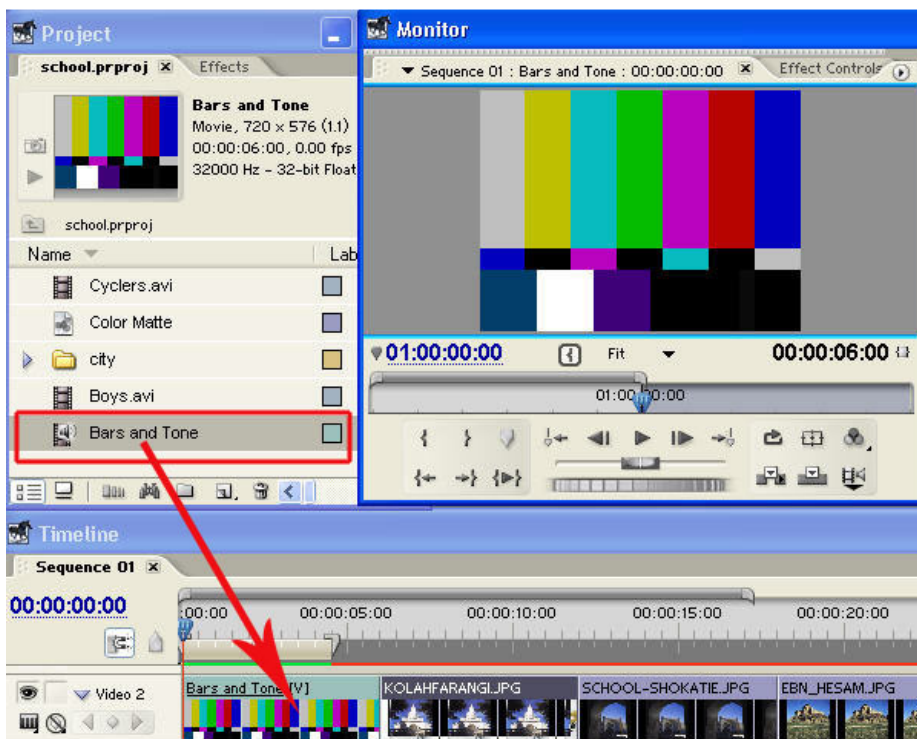 Project
school.prproj
Effects
Bars and Tone
Movie, 720 x 576 (1.1)
00:00:06:00, 0.00 fps
32000 Hz - 32-bit Float
school.prproj
Name
Lab
Cyclers.avi
Color Matte
city
Boys.avi
Bars and Tone
Monitor
Sequence 01 : Bars and Tone : 00:00:00:00
Effect Controls
01:00:00:00
Fit
00:00:06:00
01:00:00:00
Timeline
Sequence 01
00:00:00:00
:00:00
00:00:05:00
00:00:10:00
00:00:15:00
00:00:20:00
Video 2
Bars and Tone [V]
KOLAHFARANGI.JPG
SCHOOL-SHOKATIE.JPG
EBN_HESAM.JPG